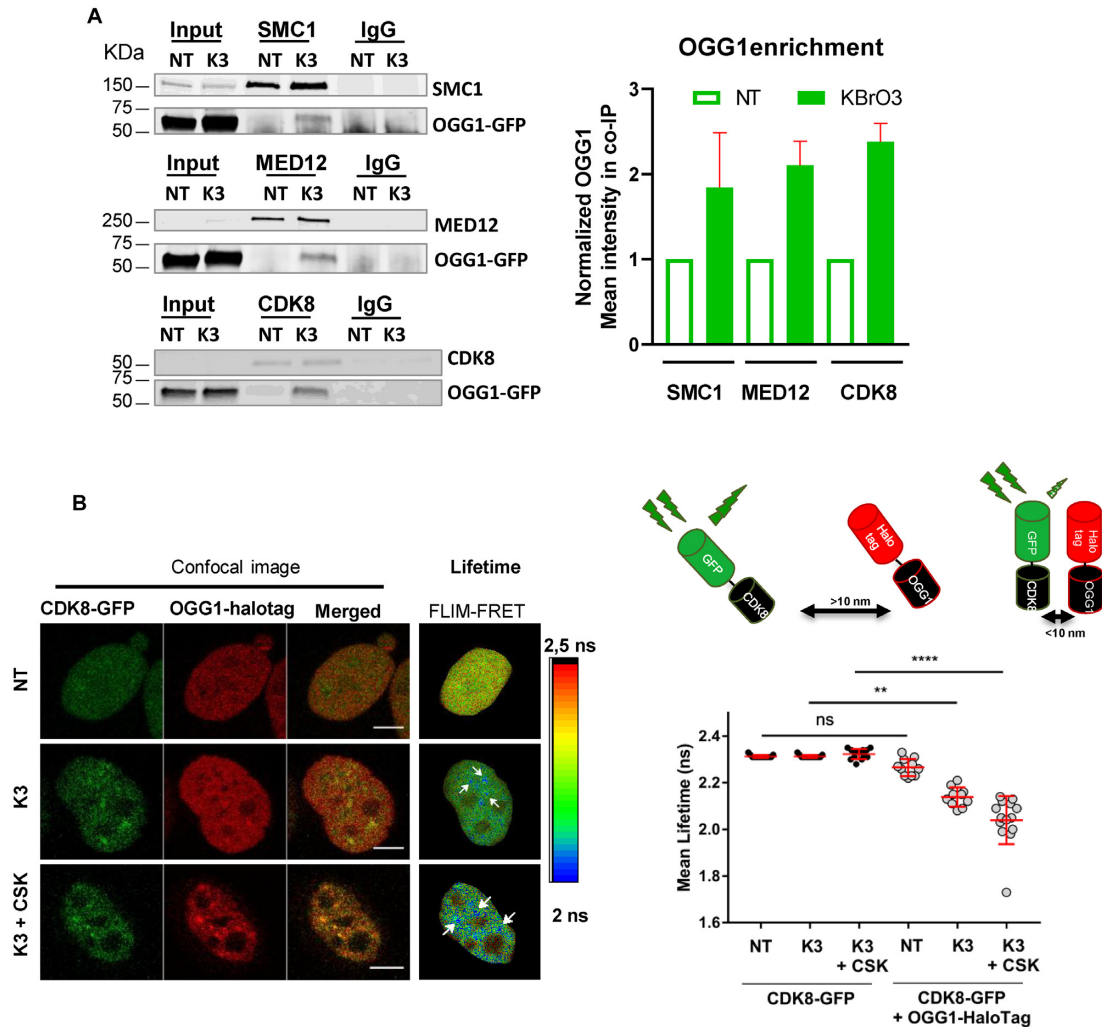 A
Input SMC1 IgG
KDa NT K3 NT K3 NT K3
150 SMC1
75
50 OGG1-GFP
Input MED12 IgG
NT K3 NT K3 NT K3
250 MED12
75
50 OGG1-GFP
Input CDK8 IgG
NT K3 NT K3 NT K3
50 CDK8
75
50 OGG1-GFP
OGG1enrichment
NT KBrO3
Normalized OGG1
Mean intensity in co-IP
3
2
1
0
SMC1 MED12 CDK8
B
Confocal image Lifetime
CDK8-GFP OGG1-halotag Merged FLIM-FRET
NT
K3
K3 + CSK
2,5 ns
2 ns
GFP
CDK8
Halo
tag
OGG1
>10 nm
GFP
CDK8
Halo
tag
OGG1
<10 nm
****
**
ns
Mean Lifetime (ns)
2.4
2.2
2.0
1.8
1.6
NT K3 K3 NT K3 K3
+ CSK + CSK
CDK8-GFP CDK8-GFP
+ OGG1-HaloTag